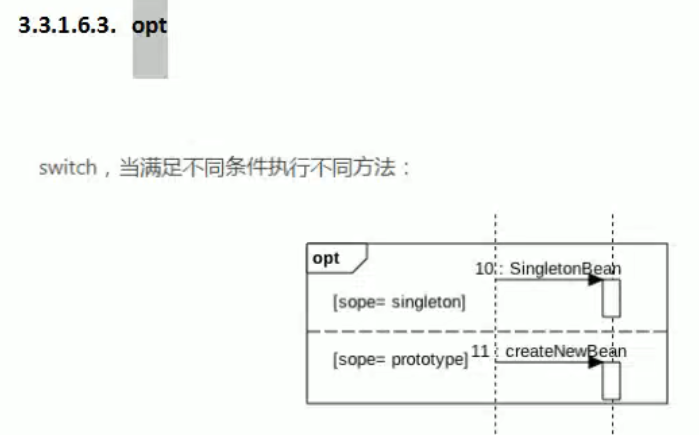 3.3.1.6.3. opt
switch，当满足不同条件执行不同方法：
opt
10 : SingletonBean
[sope= singleton]
11 : createNewBean
[sope= prototype]